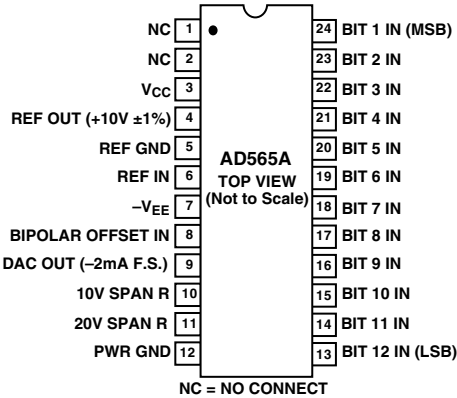 NC 1 24 BIT 1 IN (MSB)
NC 2 23 BIT 2 IN
VCC 3 22 BIT 3 IN
REF OUT (+10V ±1%) 4 21 BIT 4 IN
REF GND 5 20 BIT 5 IN
REF IN 6 19 BIT 6 IN
–VEE 7 18 BIT 7 IN
BIPOLAR OFFSET IN 8 17 BIT 8 IN
DAC OUT (–2mA F.S.) 9 16 BIT 9 IN
10V SPAN R 10 15 BIT 10 IN
20V SPAN R 11 14 BIT 11 IN
PWR GND 12 13 BIT 12 IN (LSB)
AD565A
TOP VIEW
(Not to Scale)
NC = NO CONNECT